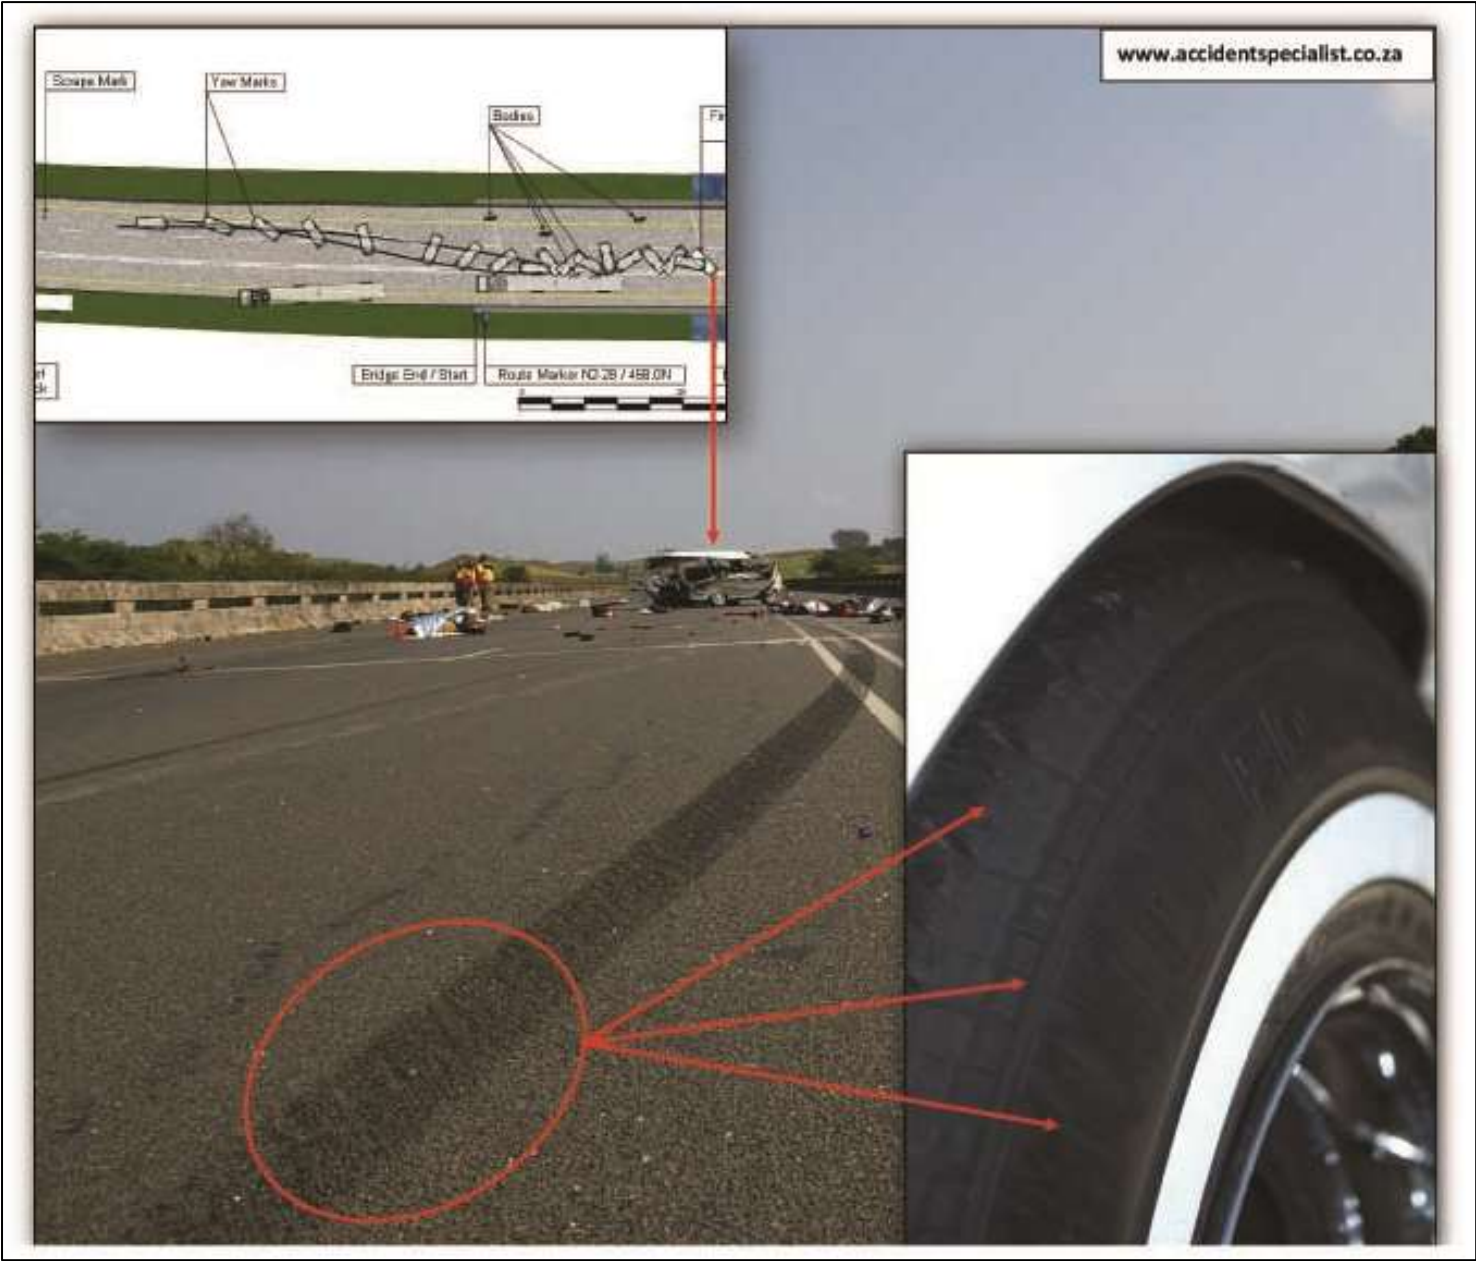 www.accidentspecialist.co.za
Scrape Mark
Yaw Marks
Bodies
Bridge End / Start
Route Marker N2-28 / 458.0N